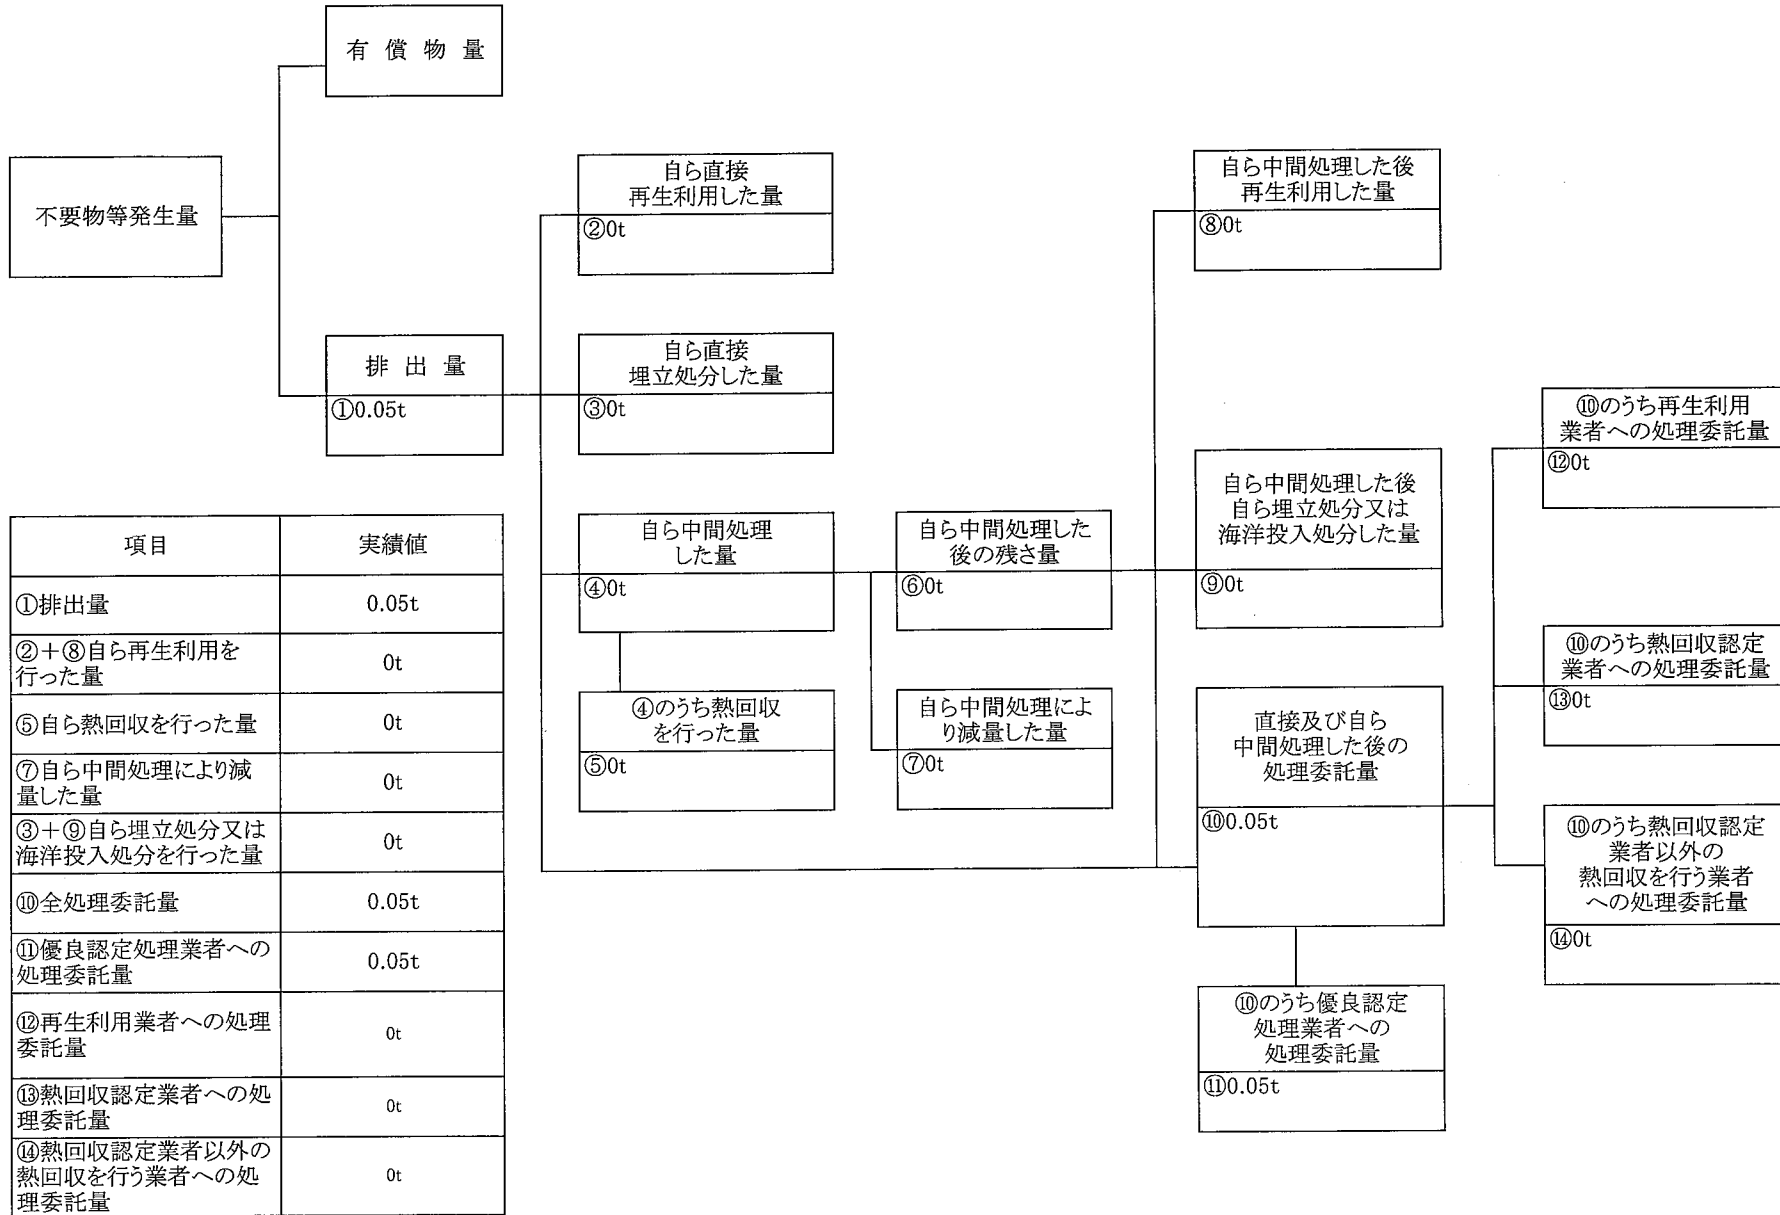 有償物量
不要物等発生量
排出量
①0.05t
自ら直接
再生利用した量
②0t
自ら直接
埋立処分した量
③0t
自ら中間処理
した量
④0t
④のうち熱回収
を行った量
⑤0t
自ら中間処理した
後の残さ量
⑥0t
自ら中間処理によ
り減量した量
⑦0t
自ら中間処理した後
再生利用した量
⑧0t
自ら中間処理した後
自ら埋立処分又は
海洋投入処分した量
⑨0t
直接及び自ら
中間処理した後の
処理委託量
⑩0.05t
⑩のうち優良認定
処理業者への
処理委託量
⑪0.05t
⑩のうち再生利用
業者への処理委託量
⑫0t
⑩のうち熱回収認定
業者への処理委託量
⑬0t
⑩のうち熱回収認定
業者以外の
熱回収を行う業者
への処理委託量
⑭0t
項目 実績値
①排出量 0.05t
②+⑧自ら再生利用を
行った量 0t
⑤自ら熱回収を行った量 0t
⑦自ら中間処理により減
量した量 0t
③+⑨自ら埋立処分又は
海洋投入処分を行った量 0t
⑩全処理委託量 0.05t
⑪優良認定処理業者への
処理委託量 0.05t
⑫再生利用業者への処理
委託量 0t
⑬熱回収認定業者への処
理委託量 0t
⑭熱回収認定業者以外の
熱回収を行う業者への処
理委託量 0t